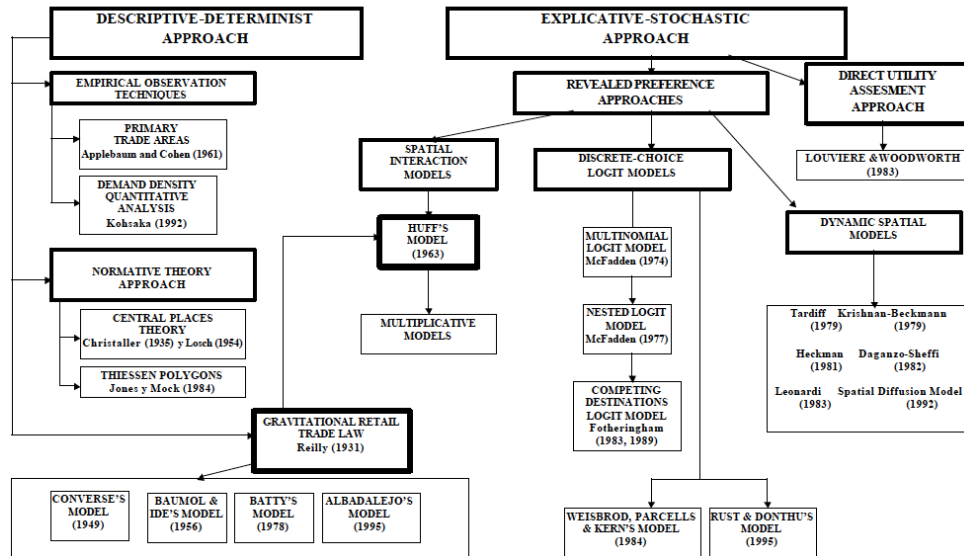 DESCRIPTIVE-DETERMINIST
APPROACH
EMPIRICAL OBSERVATION
TECHNIQUES
PRIMARY
TRADE AREAS
Applebaum and Cohen (1961)
DEMAND DENSITY
QUANTITATIVE
ANALYSIS
Kohsaka (1992)
NORMATIVE THEORY
APPROACH
CENTRAL PLACES
THEORY
Christaller (1935) y Losch (1954)
THIESSEN POLYGONS
Jones y Mock (1984)
GRAVITATIONAL RETAIL
TRADE LAW
Reilly (1931)
CONVERSE'S
MODEL
(1949)
BAUMOL &
IDE'S MODEL
(1956)
BATTY'S
MODEL
(1978)
ALBADALEJO'S
MODEL
(1995)
EXPLICATIVE-STOCHASTIC
APPROACH
REVEALED PREFERENCE
APPROACHES
DIRECT UTILITY
ASSESMENT
APPROACH
LOUVIERE &WOODWORTH
(1983)
SPATIAL
INTERACTION
MODELS
HUFF'S
MODEL
(1963)
MULTIPLICATIVE
MODELS
DISCRETE-CHOICE
LOGIT MODELS
MULTINOMIAL
LOGIT MODEL
McFadden (1974)
NESTED LOGIT
MODEL
McFadden (1977)
COMPETING
DESTINATIONS
LOGIT MODEL
Fotheringham
(1983, 1989)
WEISBROD, PARCELLS
& KERN'S MODEL
(1984)
RUST & DONTHU'S
MODEL
(1995)
DYNAMIC SPATIAL
MODELS
Tardiff Krishnan-Beckmann
(1979) (1979)
Heckman Daganzo-Sheffi
(1981) (1982)
Leonardi Spatial Diffusion Model
(1983) (1992)